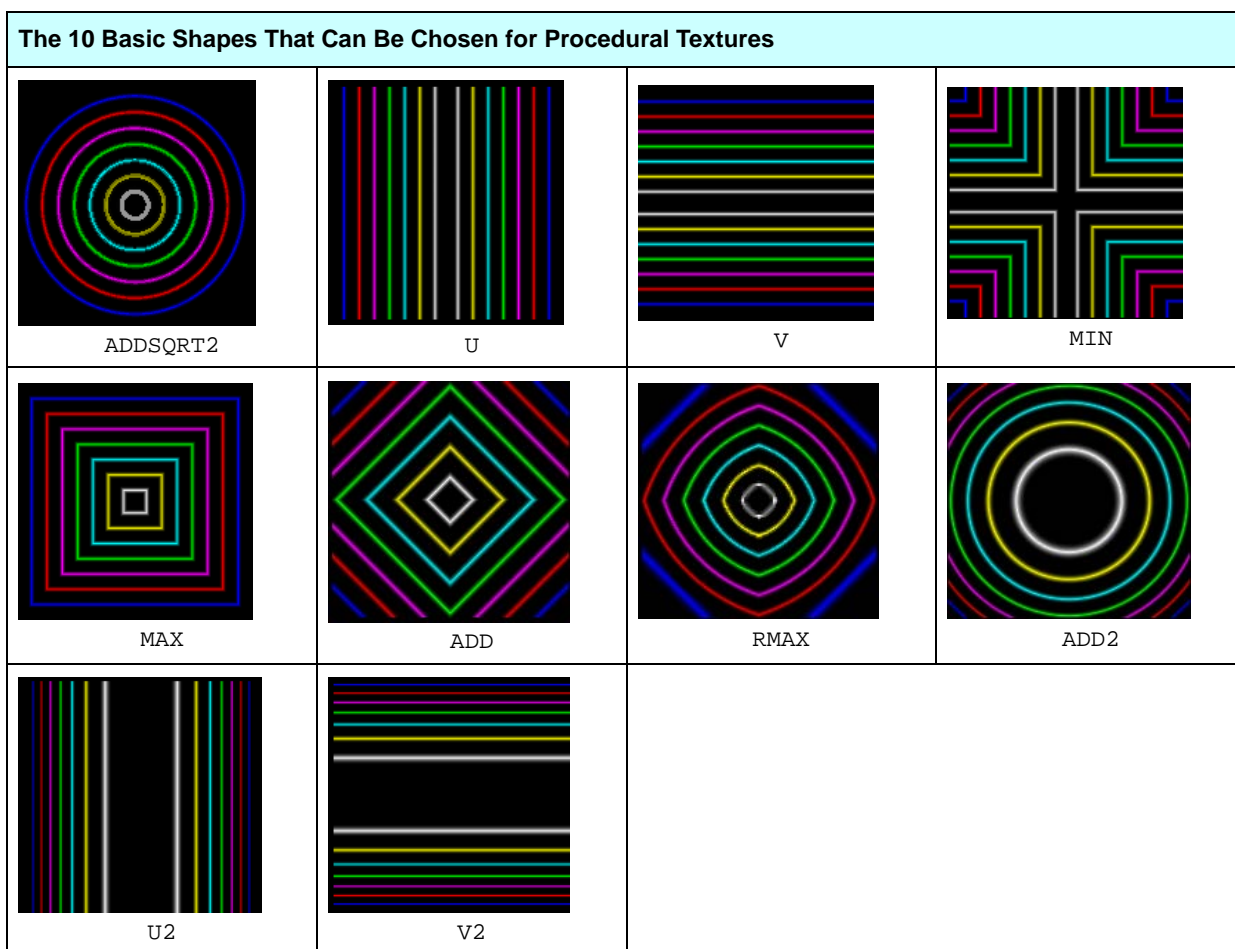 The 10 Basic Shapes That Can Be Chosen for Procedural Textures
ADDSQRT2
U
V
MIN
MAX
ADD
RMAX
ADD2
U2
V2